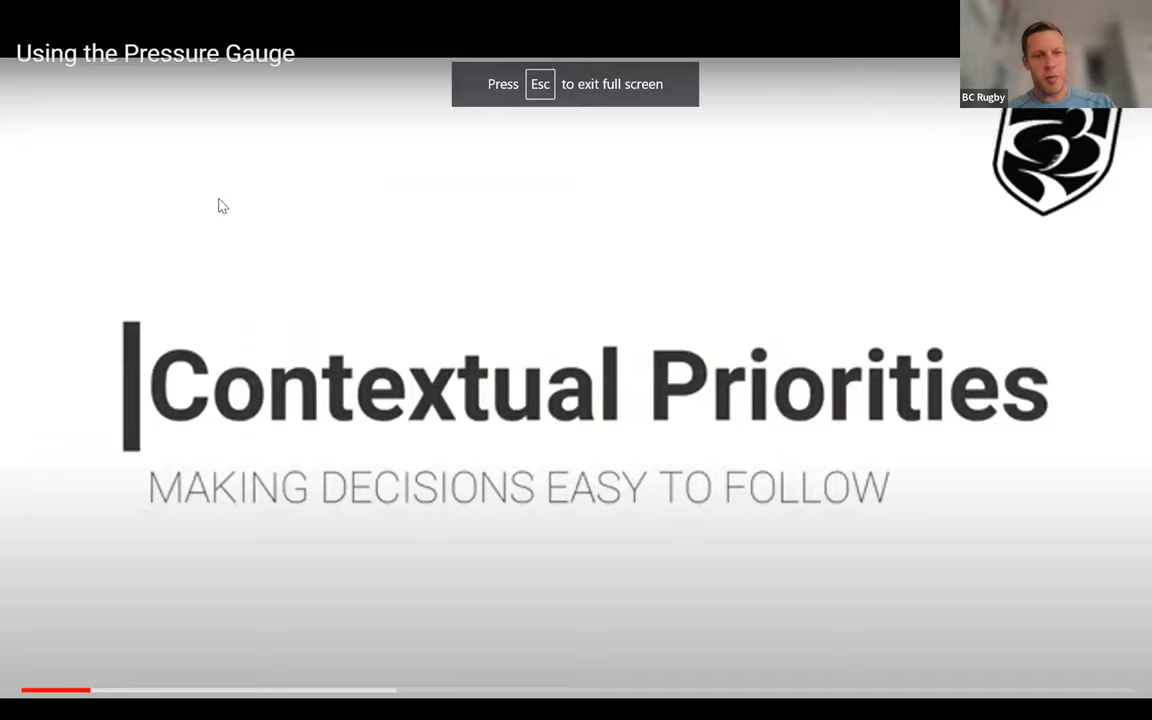 Using the Pressure Gauge
Press Esc to exit full screen
BC Rugby
Contextual Priorities
MAKING DECISIONS EASY TO FOLLOW